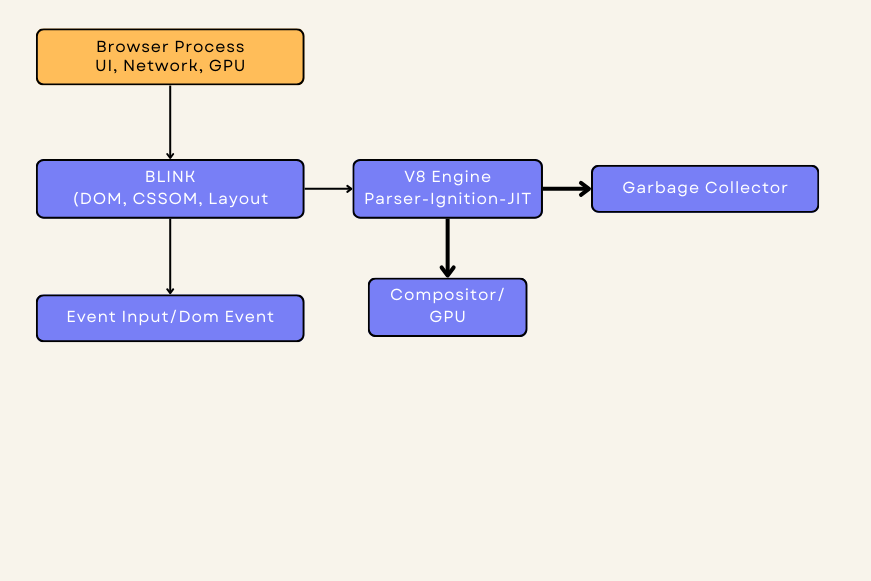 Browser Process
UI, Network, GPU
BLINK
(DOM, CSSOM, Layout
V8 Engine
Parser-Ignition-JIT
Garbage Collector
Event Input/Dom Event
Compositor/
GPU